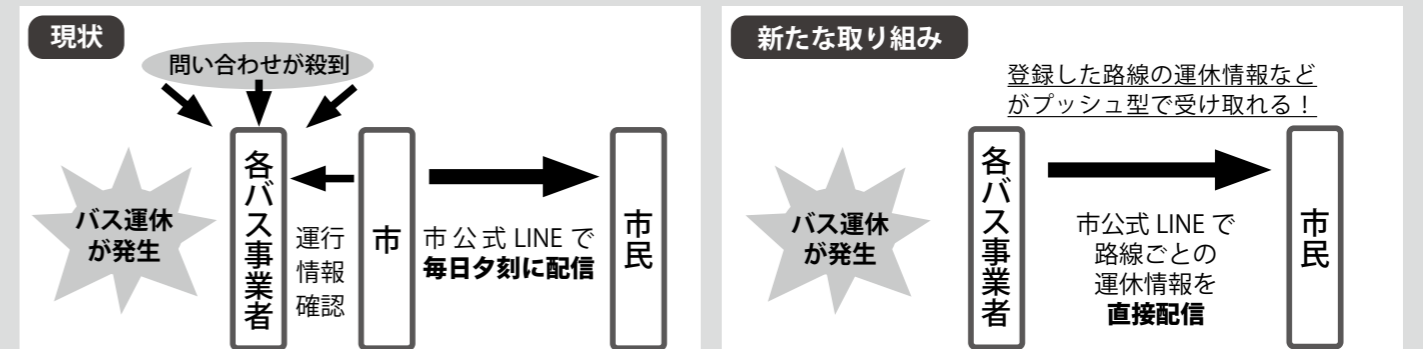 現状
問い合わせが殺到
バス運休
が発生
各バス事業者
運行
情報
確認
市
市公式 LINE で
毎日夕刻に配信
市民
新たな取り組み
登録した路線の運休情報など
がプッシュ型で受け取れる！
バス運休
が発生
各バス事業者
市公式 LINE で
路線ごとの
運休情報を
直接配信
市民